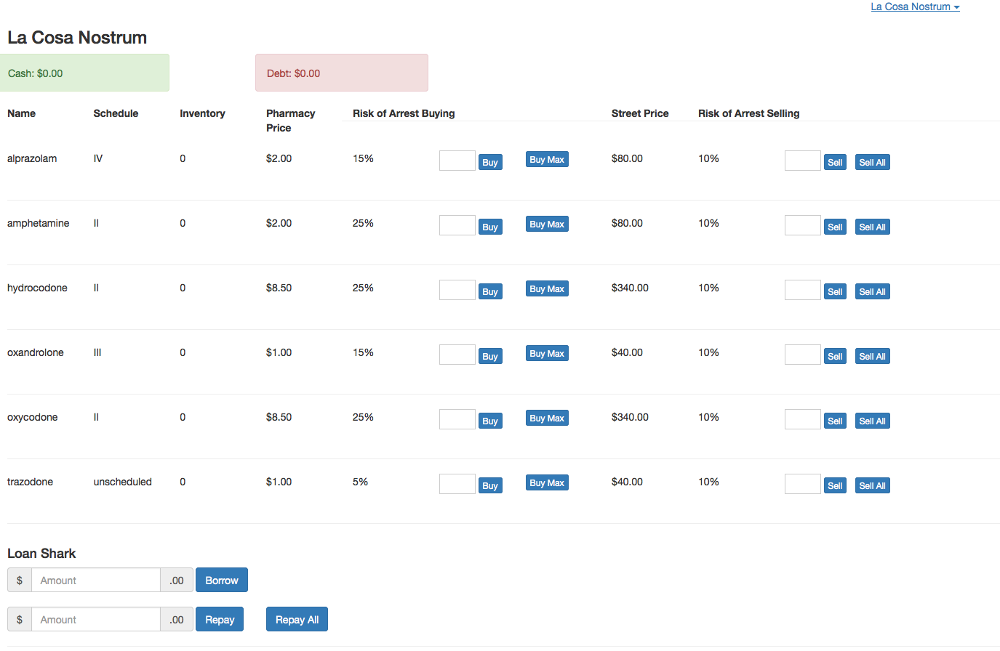 La Cosa Nostrum
La Cosa Nostrum
Cash: $0.00 Debt: $0.00
Name Schedule Inventory Pharmacy Price Risk of Arrest Buying Street Price Risk of Arrest Selling
alprazolam IV 0 $2.00 15% Buy Buy Max $80.00 10% Sell Sell All
amphetamine II 0 $2.00 25% Buy Buy Max $80.00 10% Sell Sell All
hydrocodone II 0 $8.50 25% Buy Buy Max $340.00 10% Sell Sell All
oxandrolone III 0 $1.00 15% Buy Buy Max $40.00 10% Sell Sell All
oxycodone II 0 $8.50 25% Buy Buy Max $340.00 10% Sell Sell All
trazodone unscheduled 0 $1.00 5% Buy Buy Max $40.00 10% Sell Sell All
Loan Shark
$ Amount .00 Borrow
$ Amount .00 Repay Repay All